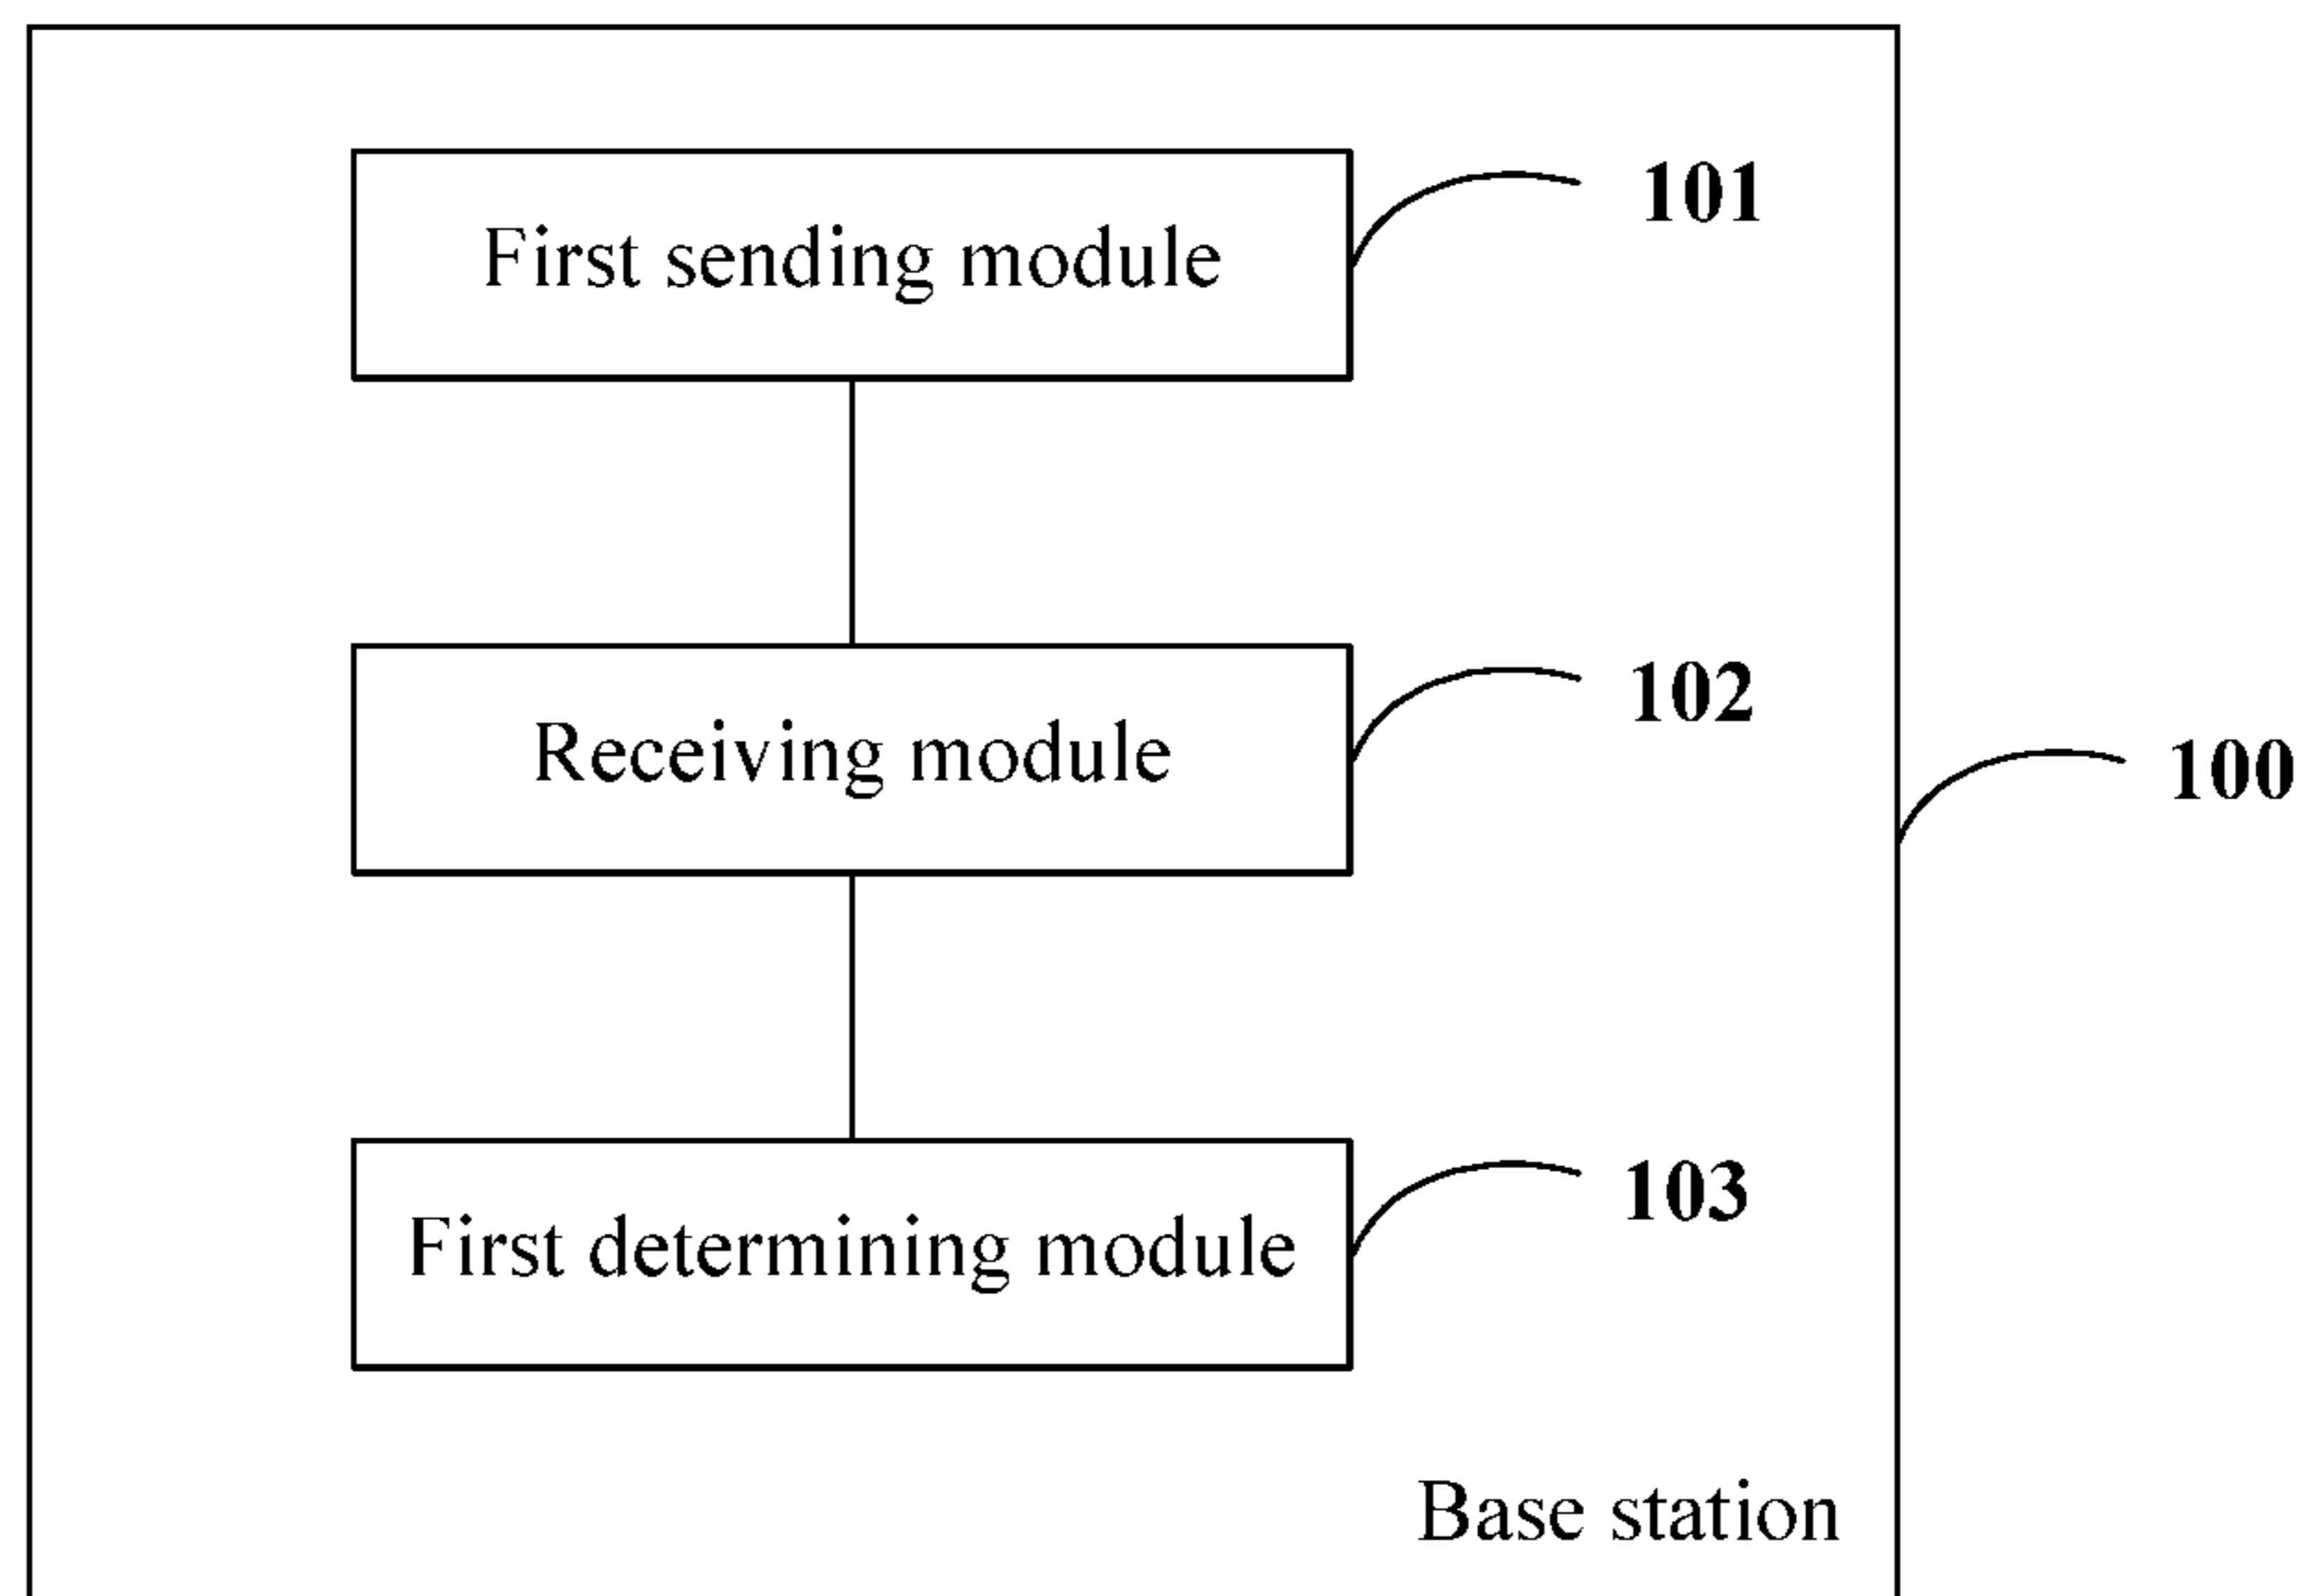 First sending module
101
Receiving module
102
100
First determining module
103
Base station